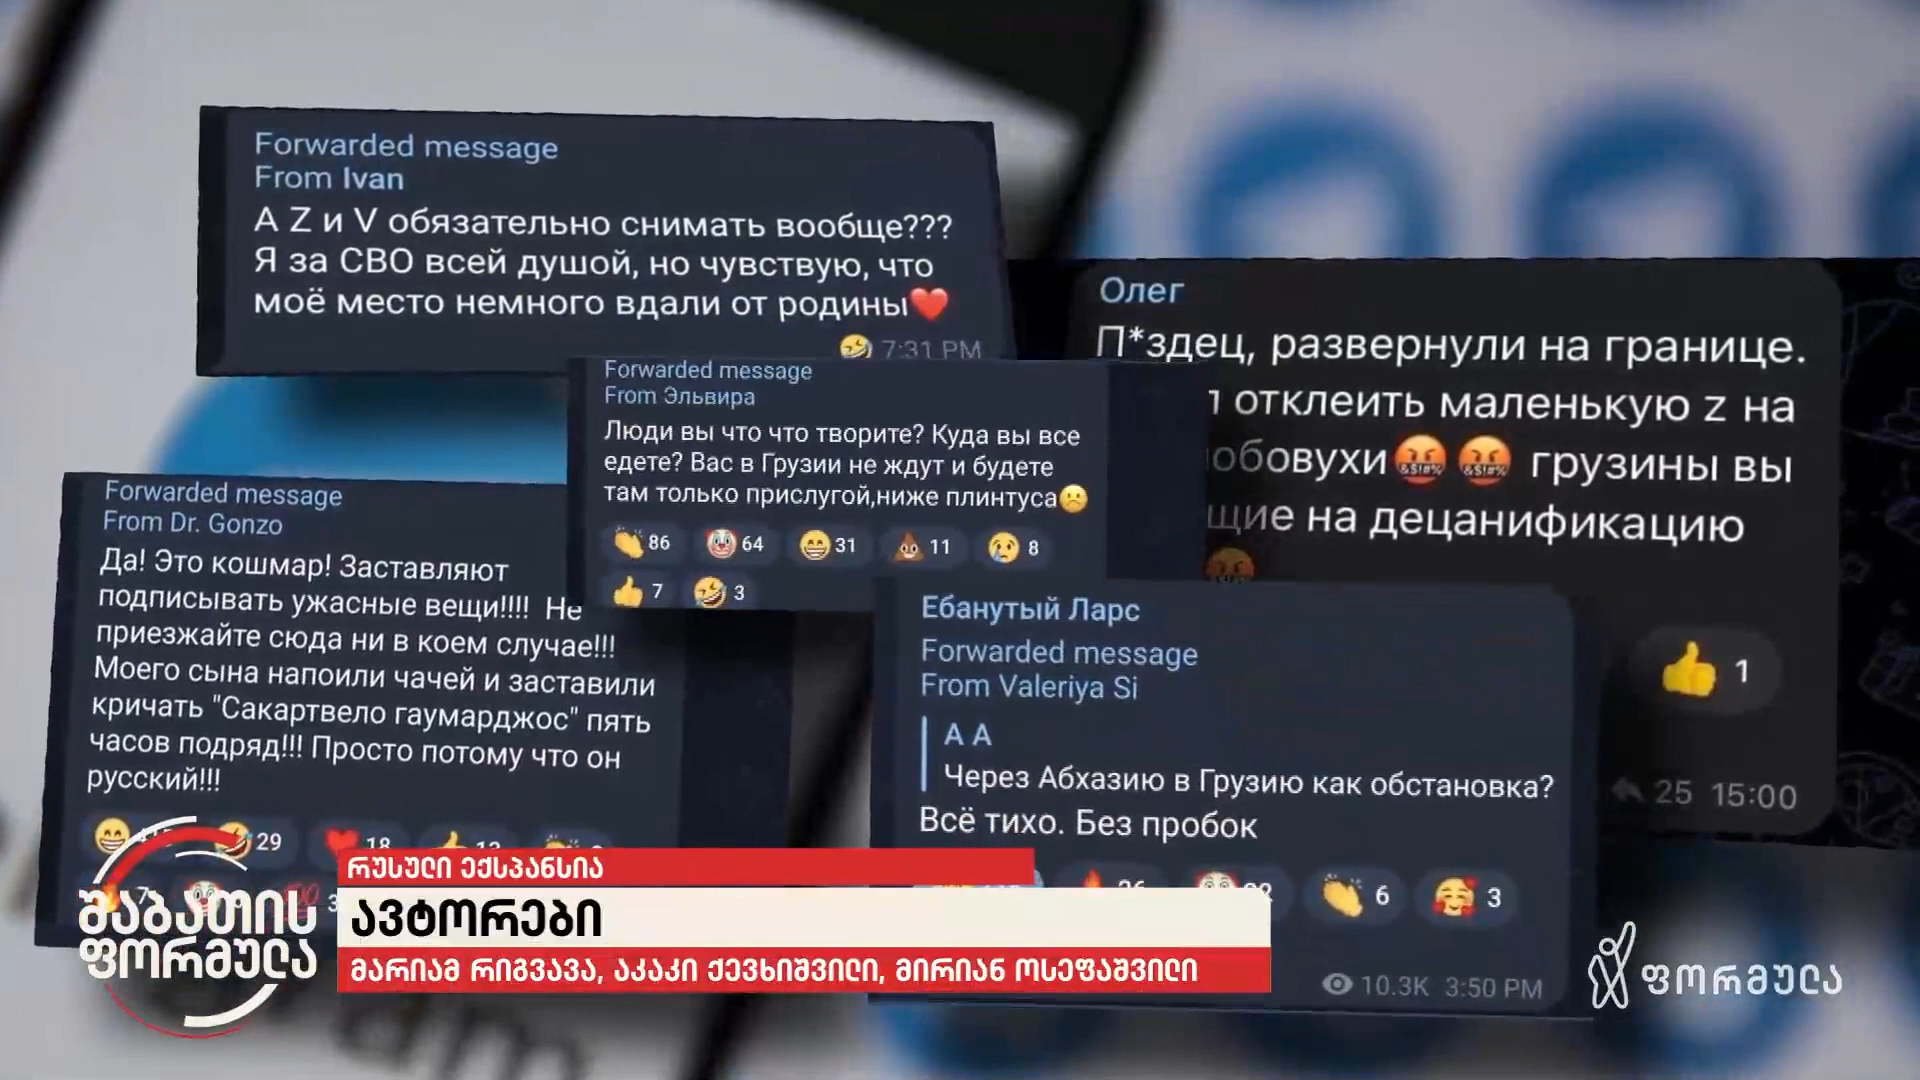 Forwarded message
From Ivan
А Z и V обязательно снимать вообще???
Я за СВО всей душой, но чувствую, что
моё место немного вдали от родины❤️
7:31 PM
Олег
П*здец, развернули на границе.
отклеить маленькую z на
грузины вы
на децанификацию
1
25 15:00
Forwarded message
From Эльвира
Люди вы что что творите? Куда вы все
едете? Вас в Грузии не ждут и будете
там только прислугой,ниже плинтуса☹️
86 64 31 11 8
7 3
Forwarded message
From Dr. Gonzo
Да! Это кошмар! Заставляют
подписывать ужасные вещи!!!! Не
приезжайте сюда ни в коем случае!!!
Моего сына напоили чачей и заставили
кричать "Сакартвело гаумарджос" пять
часов подряд!!! Просто потому что он
русский!!!
29 18
Ебанутый Ларс
Forwarded message
From Valeriya Si
A A
Через Абхазию в Грузию как обстановка?
Всё тихо. Без пробок
6 3
10.3K 3:50 PM
შაბათის
ფორმულა
რუსული ექსპანსია
ავტორები
მარიამ რიგვავა, აკაკი ქევხიშვილი, მირიან ოსეფაშვილი
ფორმულა